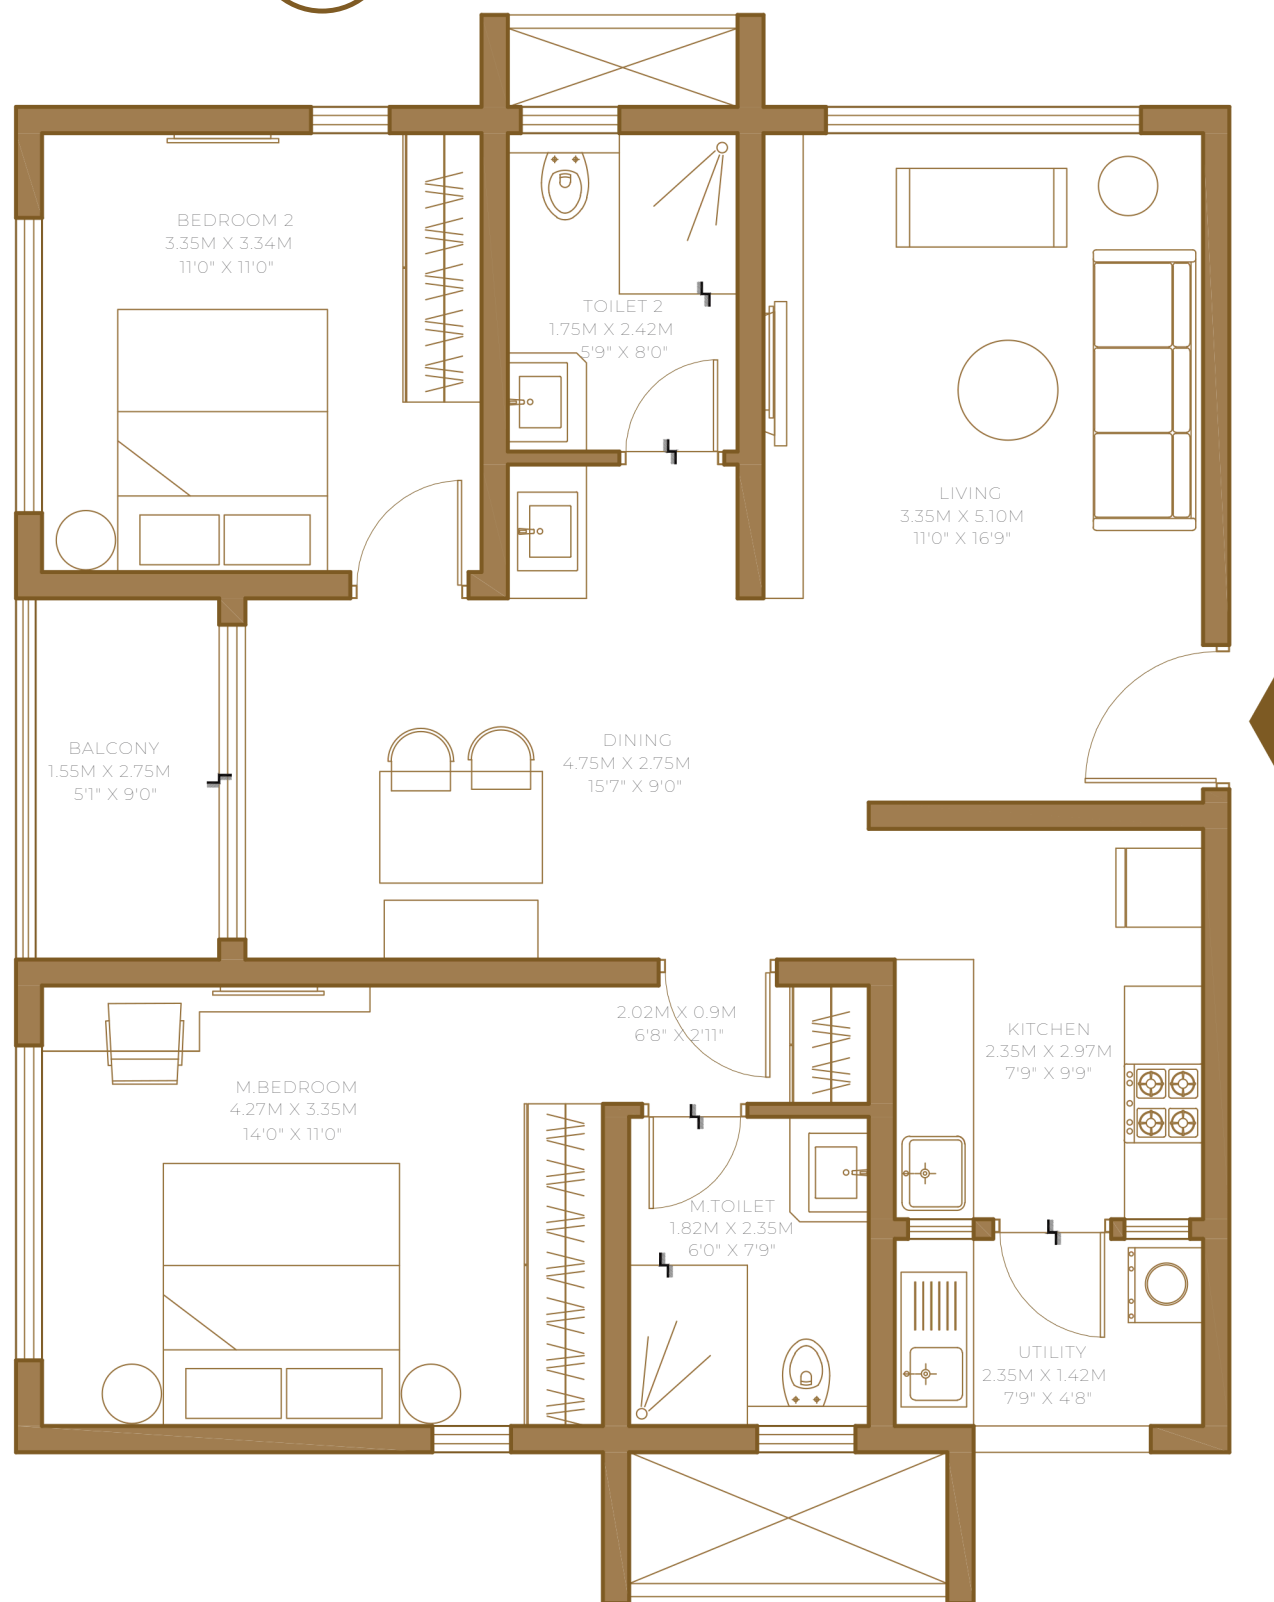 BEDROOM 2
3.35M X 3.34M
11'0" X 11'0"
TOILET 2
1.75M X 2.42M
5'9" X 8'0"
LIVING
3.35M X 5.10M
11'0" X 16'9"
BALCONY
1.55M X 2.75M
5'1" X 9'0"
DINING
4.75M X 2.75M
15'7" X 9'0"
2.02M X 0.9M
6'8" X 2'11"
KITCHEN
2.35M X 2.97M
7'9" X 9'9"
M.BEDROOM
4.27M X 3.35M
14'0" X 11'0"
M.TOILET
1.82M X 2.35M
6'0" X 7'9"
UTILITY
2.35M X 1.42M
7'9" X 4'8"